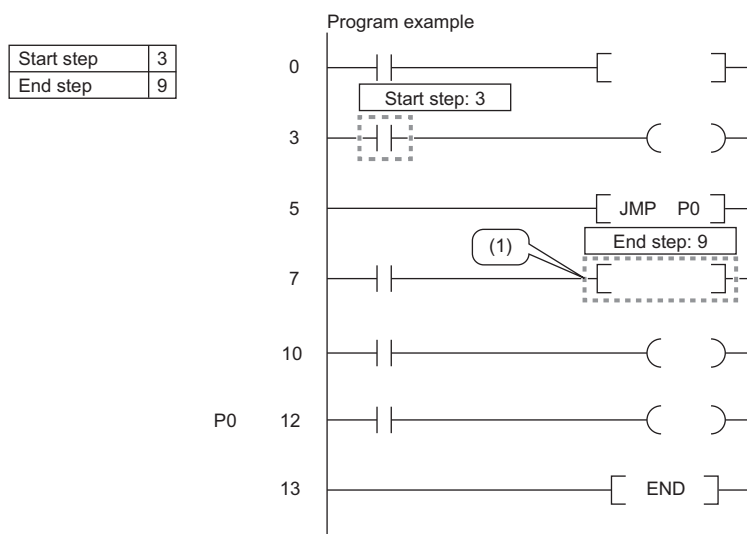 Program example
Start step 3
End step 9
0
Start step: 3
3
5 JMP P0
End step: 9
(1)
7
10
P0 12
13 END